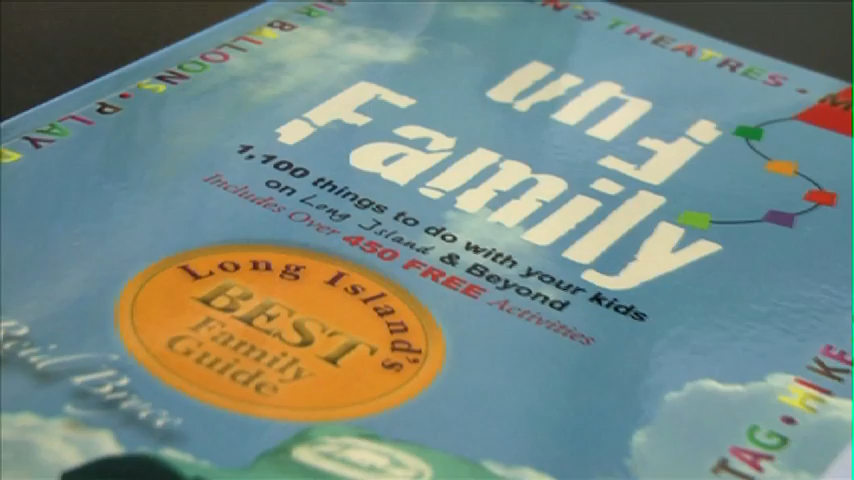 BALLOONS • PLAY
N'S THEATRES • M
Fun
Family
1,100 things to do with your kids
on Long Island & Beyond
Includes Over 450 FREE Activities
Long Island's
BEST
Family
Guide
TAG • HIKE